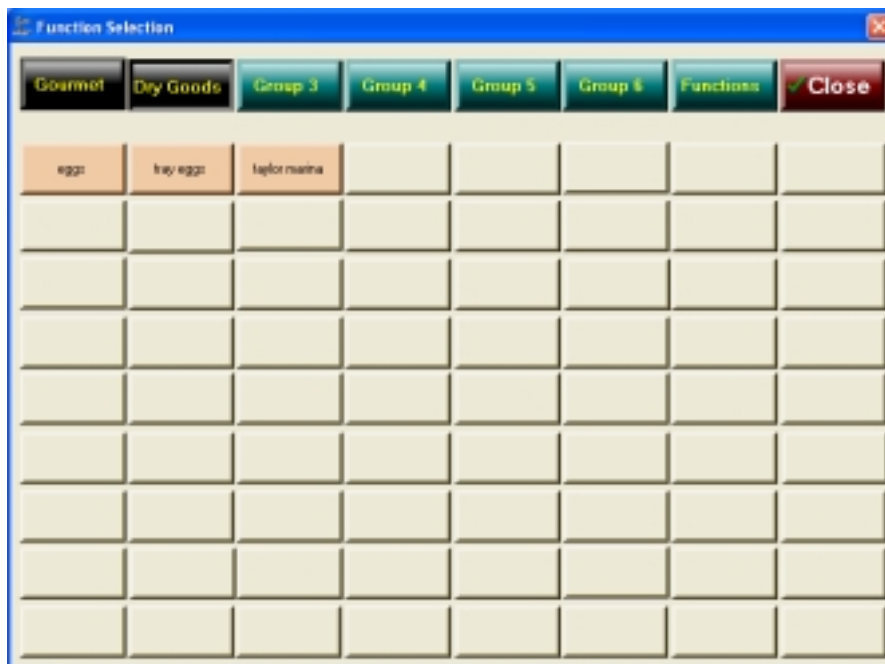 Function Selection
Gourmet Dry Goods Group 3 Group 4 Group 5 Group 6 Functions Close
eggs tray eggs taylor marina